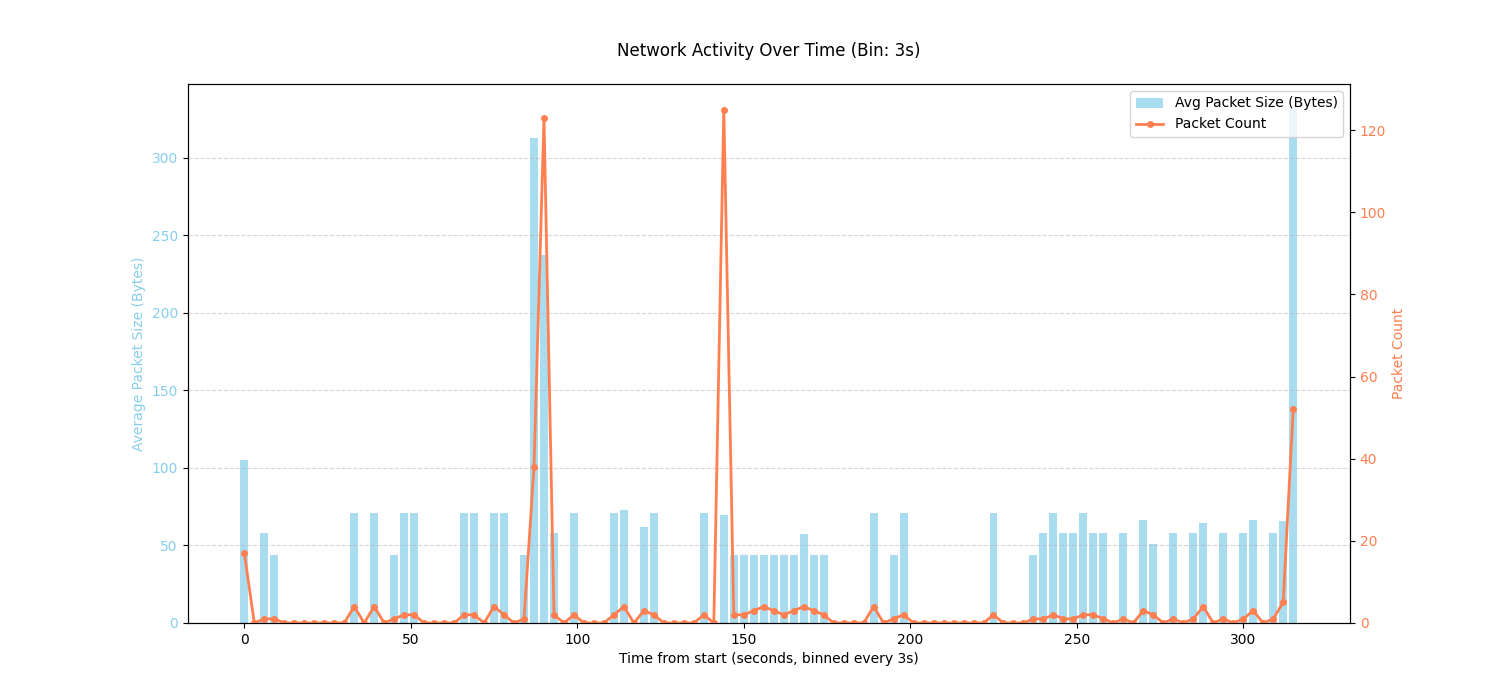 Network Activity Over Time (Bin: 3s)
Avg Packet Size (Bytes)
Packet Count
300
250
200
150
100
50
0
Average Packet Size (Bytes)
120
100
80
60
40
20
0
Packet Count
0 50 100 150 200 250 300
Time from start (seconds, binned every 3s)